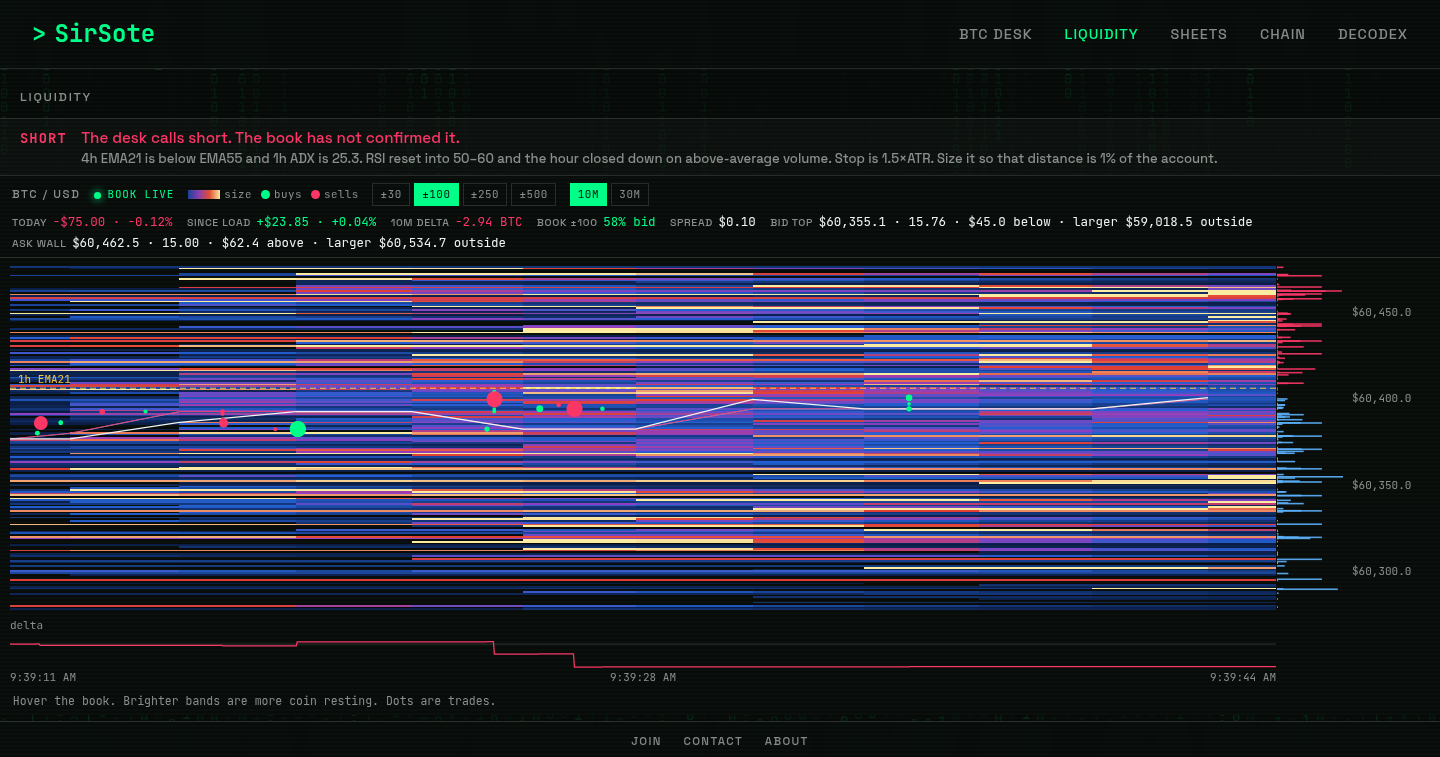 > SirSote
BTC DESK LIQUIDITY SHEETS CHAIN DECODEX
LIQUIDITY
SHORT The desk calls short. The book has not confirmed it.
4h EMA21 is below EMA55 and 1h ADX is 25.3. RSI reset into 50–60 and the hour closed down on above-average volume. Stop is 1.5×ATR. Size it so that distance is 1% of the account.
BTC / USD BOOK LIVE size buys sells ±30 ±100 ±250 ±500 10M 30M
TODAY -$75.00 · -0.12% SINCE LOAD +$23.85 · +0.04% 10M DELTA -2.94 BTC BOOK ±100 58% bid SPREAD $0.10 BID TOP $60,355.1 · 15.76 · $45.0 below · larger $59,018.5 outside
ASK WALL $60,462.5 · 15.00 · $62.4 above · larger $60,534.7 outside
$60,450.0
1h EMA21
$60,400.0
$60,350.0
$60,300.0
delta
9:39:11 AM 9:39:28 AM 9:39:44 AM
Hover the book. Brighter bands are more coin resting. Dots are trades.
JOIN CONTACT ABOUT